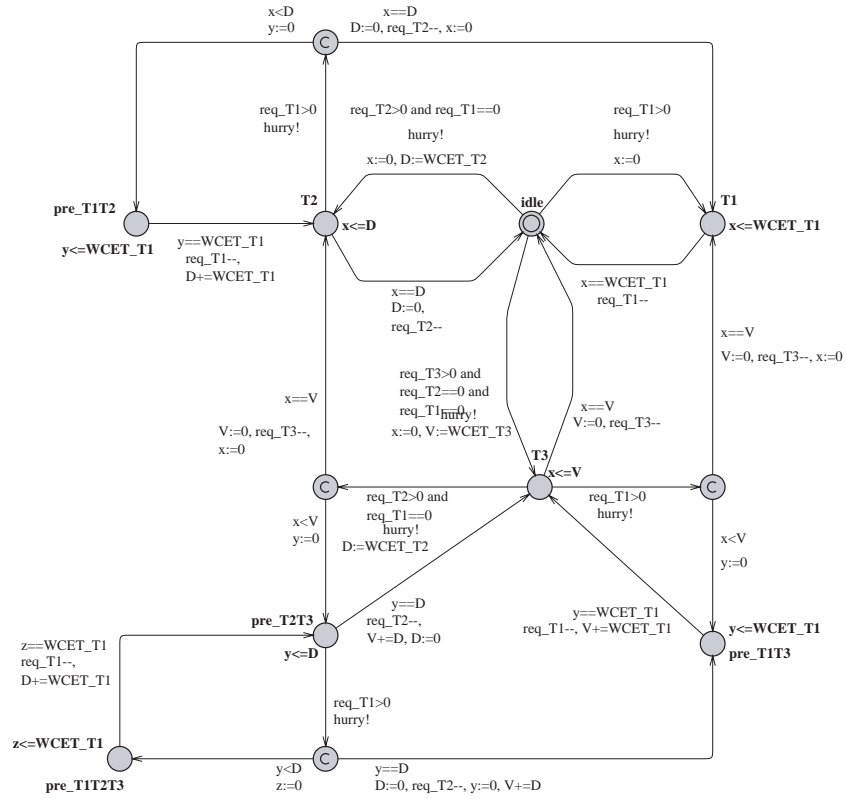 x<D
y:=0
x==D
D:=0, req_T2--, x:=0
C
req_T1>0
hurry!
req_T2>0 and req_T1==0
hurry!
x:=0, D:=WCET_T2
req_T1>0
hurry!
x:=0
pre_T1T2
y<=WCET_T1
T2
x<=D
idle
T1
x<=WCET_T1
y==WCET_T1
req_T1--,
D+=WCET_T1
x==D
D:=0,
req_T2--
x==WCET_T1
req_T1--
x==V
V:=0, req_T3--, x:=0
x==V
V:=0, req_T3--,
x:=0
req_T3>0 and
req_T2==0 and
req_T1==0
hurry!
x:=0, V:=WCET_T3
x==V
V:=0, req_T3--
T3
x<=V
C
C
req_T2>0 and
req_T1==0
hurry!
D:=WCET_T2
req_T1>0
hurry!
x<V
y:=0
x<V
y:=0
pre_T2T3
y<=D
y==D
req_T2--,
V+=D, D:=0
y==WCET_T1
req_T1--, V+=WCET_T1
y<=WCET_T1
pre_T1T3
z==WCET_T1
req_T1--,
D+=WCET_T1
req_T1>0
hurry!
z<=WCET_T1
pre_T1T2T3
C
y<D
z:=0
y==D
D:=0, req_T2--, y:=0, V+=D